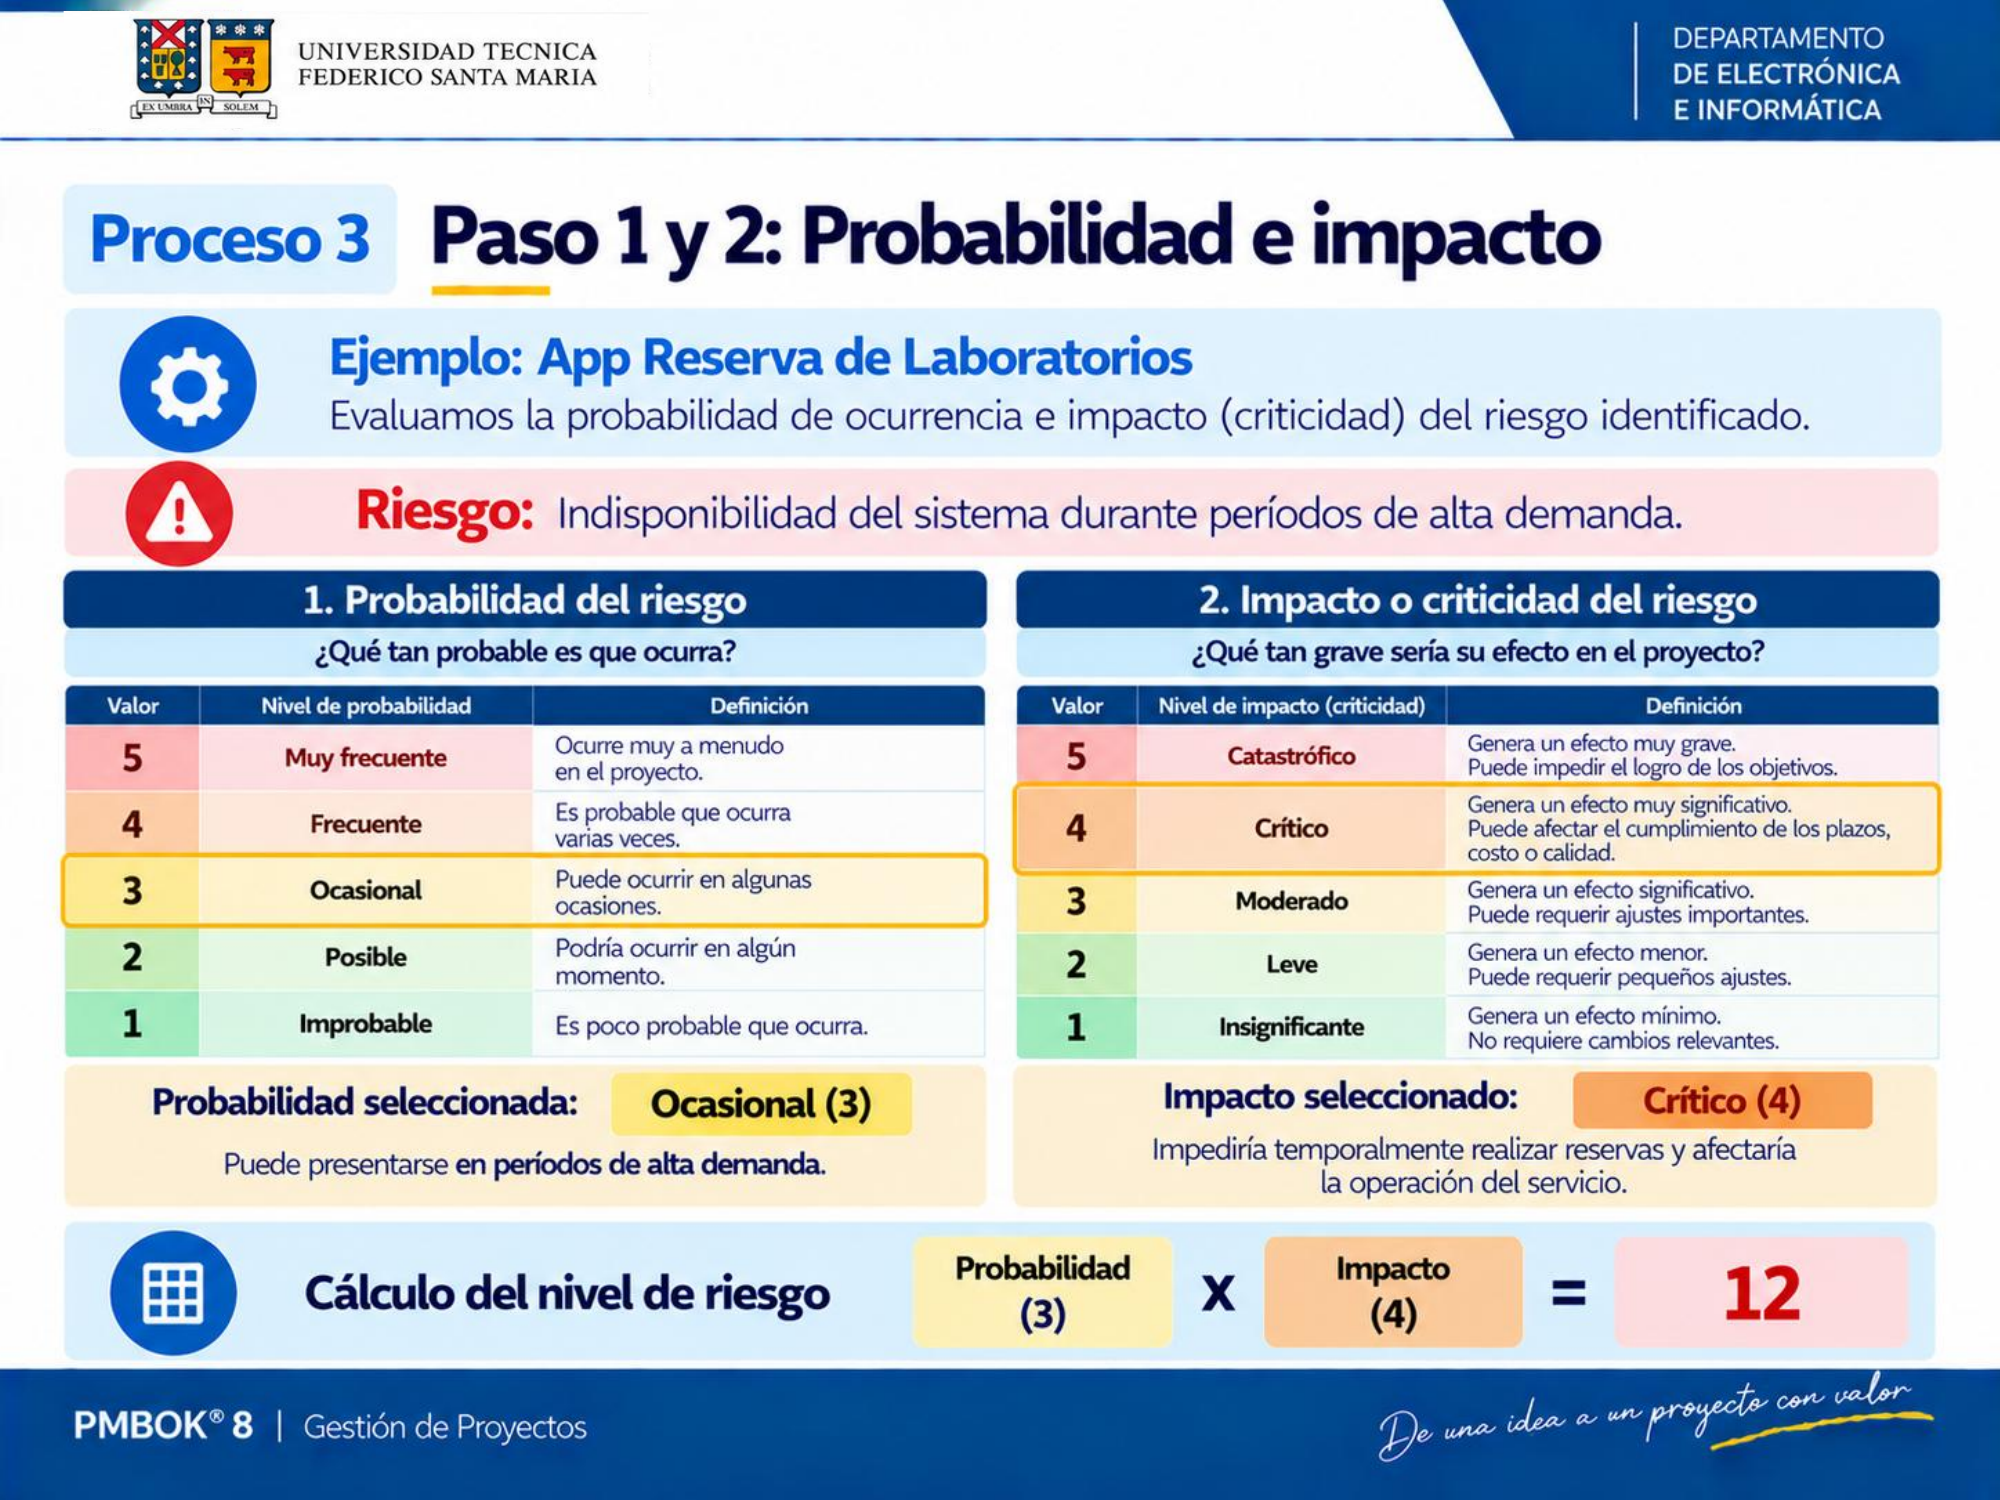 UNIVERSIDAD TECNICA
FEDERICO SANTA MARIA
EX UMBRA IN SOLEM
DEPARTAMENTO
DE ELECTRÓNICA
E INFORMÁTICA
Proceso 3
Paso 1 y 2: Probabilidad e impacto
Ejemplo: App Reserva de Laboratorios
Evaluamos la probabilidad de ocurrencia e impacto (criticidad) del riesgo identificado.
Riesgo: Indisponibilidad del sistema durante períodos de alta demanda.
1. Probabilidad del riesgo
¿Qué tan probable es que ocurra?
Valor Nivel de probabilidad Definición
5 Muy frecuente Ocurre muy a menudo
en el proyecto.
4 Frecuente Es probable que ocurra
varias veces.
3 Ocasional Puede ocurrir en algunas
ocasiones.
2 Posible Podría ocurrir en algún
momento.
1 Improbable Es poco probable que ocurra.
Probabilidad seleccionada: Ocasional (3)
Puede presentarse en períodos de alta demanda.
2. Impacto o criticidad del riesgo
¿Qué tan grave sería su efecto en el proyecto?
Valor Nivel de impacto (criticidad) Definición
5 Catastrófico Genera un efecto muy grave.
Puede impedir el logro de los objetivos.
4 Crítico Genera un efecto muy significativo.
Puede afectar el cumplimiento de los plazos,
costo o calidad.
3 Moderado Genera un efecto significativo.
Puede requerir ajustes importantes.
2 Leve Genera un efecto menor.
Puede requerir pequeños ajustes.
1 Insignificante Genera un efecto mínimo.
No requiere cambios relevantes.
Impacto seleccionado: Crítico (4)
Impediría temporalmente realizar reservas y afectaría
la operación del servicio.
Cálculo del nivel de riesgo
Probabilidad
(3)
x
Impacto
(4)
=
12
PMBOK® 8 | Gestión de Proyectos
De una idea a un proyecto con valor